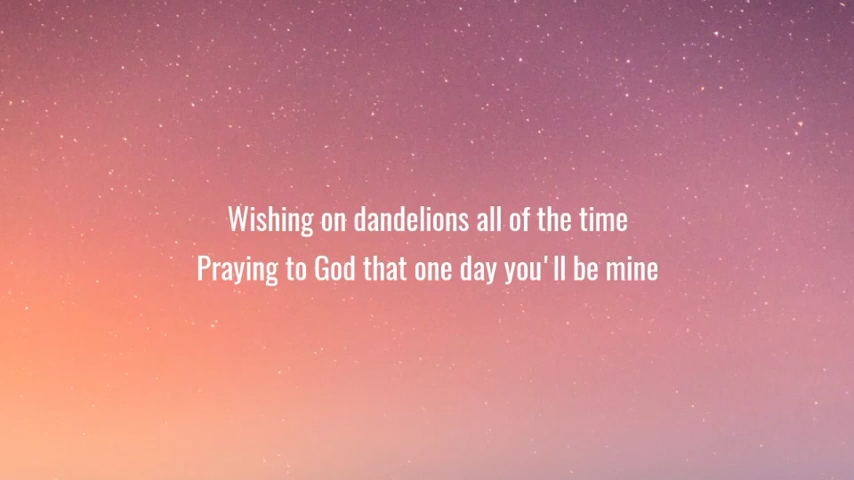 Wishing on dandelions all of the time
Praying to God that one day you'll be mine